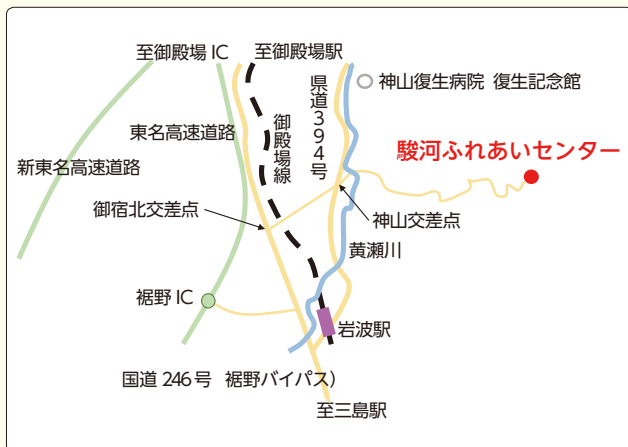 至御殿場 IC
至御殿場駅
神山復生病院 復生記念館
県道394号
東名高速道路
御殿場線
駿河ふれあいセンター
新東名高速道路
御宿北交差点
神山交差点
黄瀬川
裾野 IC
岩波駅
国道 246号 裾野バイパス）
至三島駅